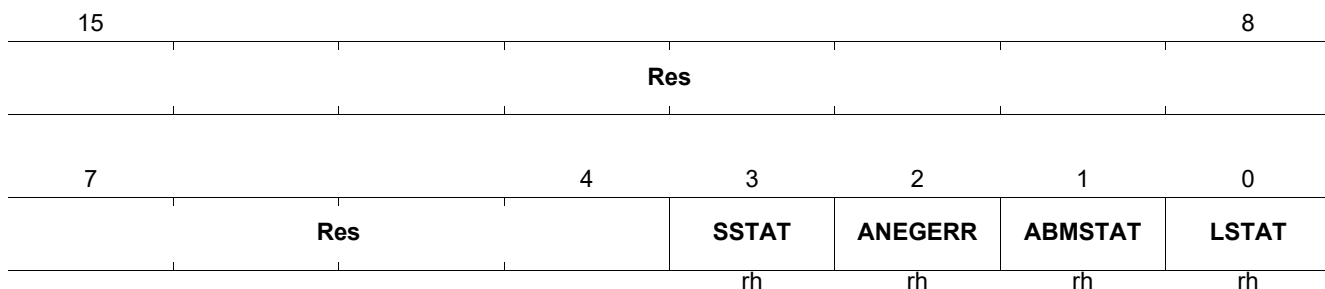 15 8
Res
7 4 3 2 1 0
Res SSTAT ANEGERR ABMSTAT LSTAT
rh rh rh rh